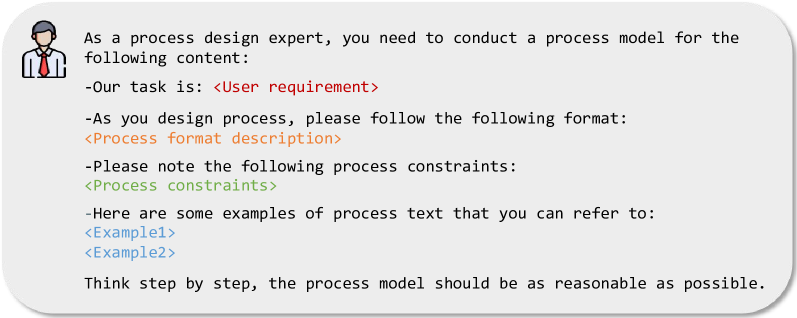 As a process design expert, you need to conduct a process model for the
following content:
-Our task is: <User requirement>
-As you design process, please follow the following format:
<Process format description>
-Please note the following process constraints:
<Process constraints>
-Here are some examples of process text that you can refer to:
<Example1>
<Example2>
Think step by step, the process model should be as reasonable as possible.